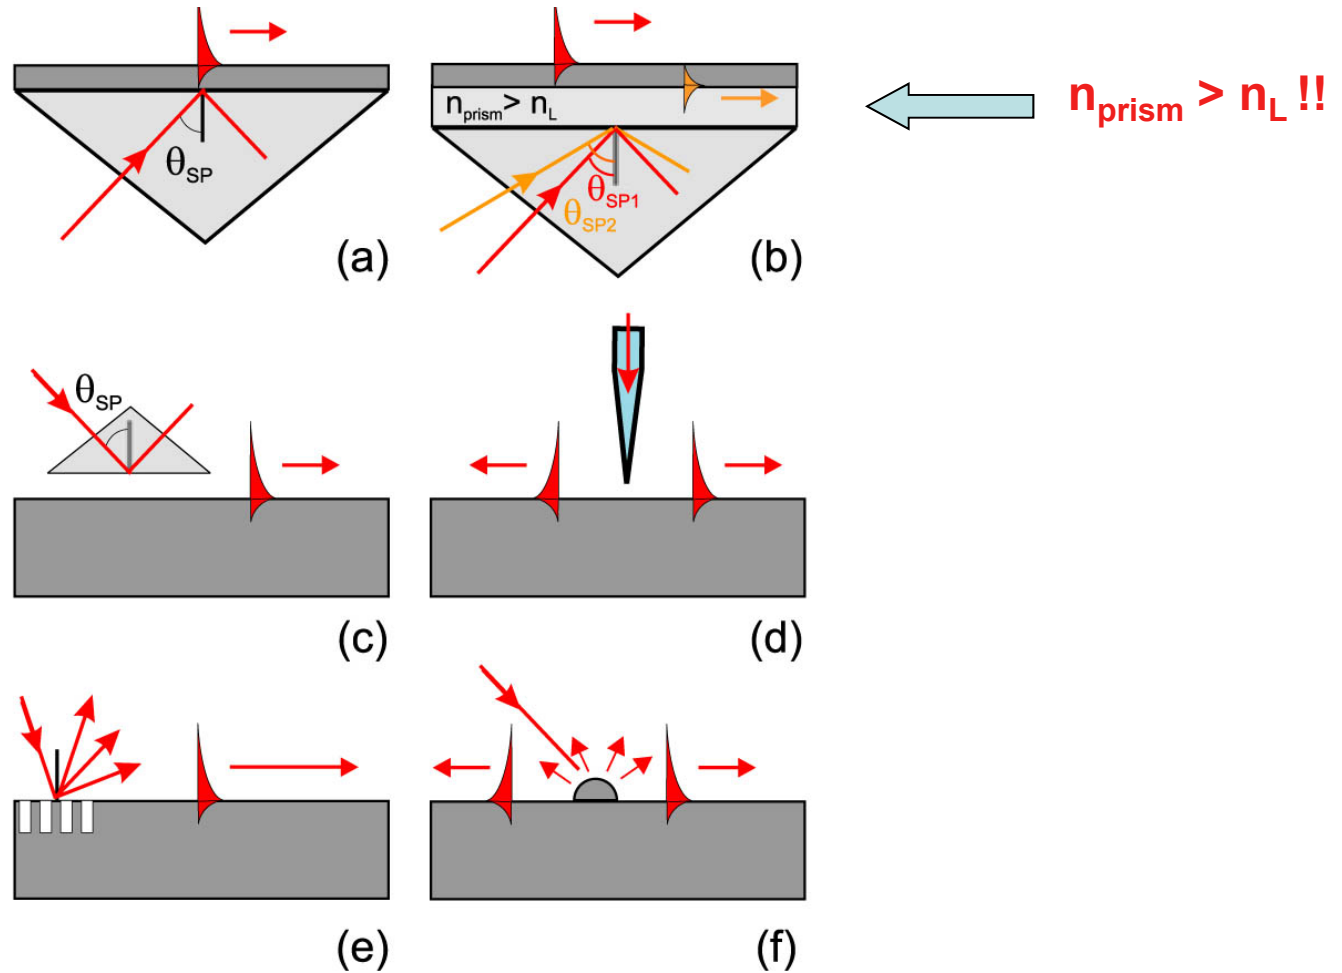 θSP
(a)
nprism> nL
θSP1
θSP2
(b)
nprism > nL !!
θSP
(c)
(d)
(e)
(f)